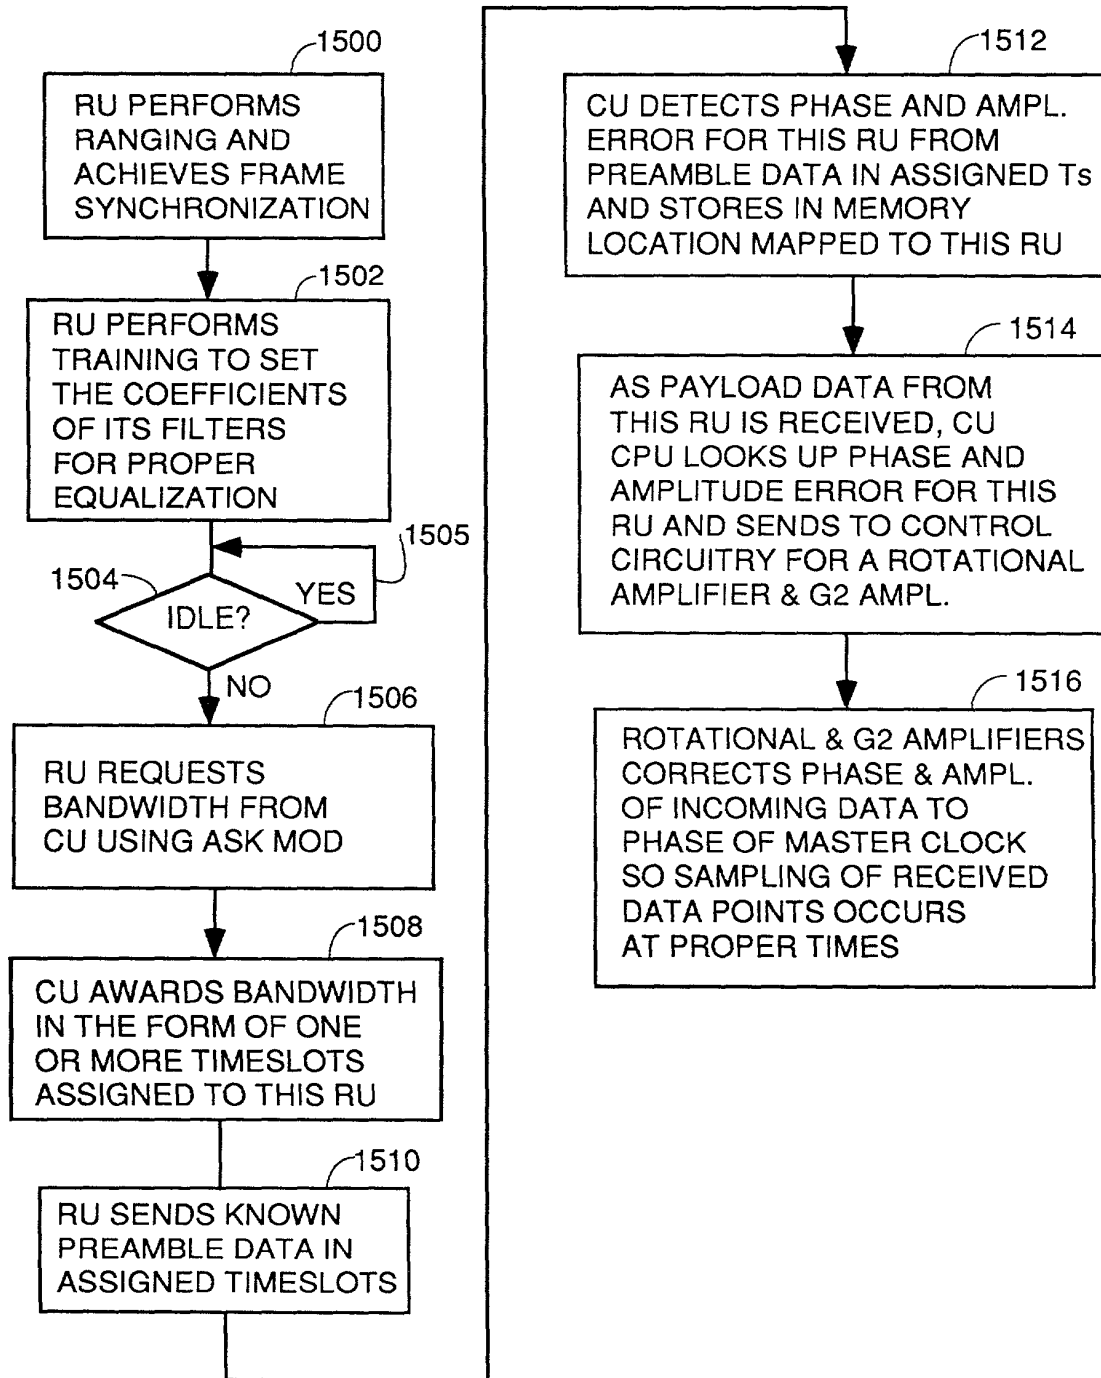 1500
RU PERFORMS
RANGING AND
ACHIEVES FRAME
SYNCHRONIZATION
1502
RU PERFORMS
TRAINING TO SET
THE COEFFICIENTS
OF ITS FILTERS
FOR PROPER
EQUALIZATION
1505
1504
YES
IDLE?
NO
1506
RU REQUESTS
BANDWIDTH FROM
CU USING ASK MOD
1508
CU AWARDS BANDWIDTH
IN THE FORM OF ONE
OR MORE TIMESLOTS
ASSIGNED TO THIS RU
1510
RU SENDS KNOWN
PREAMBLE DATA IN
ASSIGNED TIMESLOTS
1512
CU DETECTS PHASE AND AMPL.
ERROR FOR THIS RU FROM
PREAMBLE DATA IN ASSIGNED Ts
AND STORES IN MEMORY
LOCATION MAPPED TO THIS RU
1514
AS PAYLOAD DATA FROM
THIS RU IS RECEIVED, CU
CPU LOOKS UP PHASE AND
AMPLITUDE ERROR FOR THIS
RU AND SENDS TO CONTROL
CIRCUITRY FOR A ROTATIONAL
AMPLIFIER & G2 AMPL.
1516
ROTATIONAL & G2 AMPLIFIERS
CORRECTS PHASE & AMPL.
OF INCOMING DATA TO
PHASE OF MASTER CLOCK
SO SAMPLING OF RECEIVED
DATA POINTS OCCURS
AT PROPER TIMES